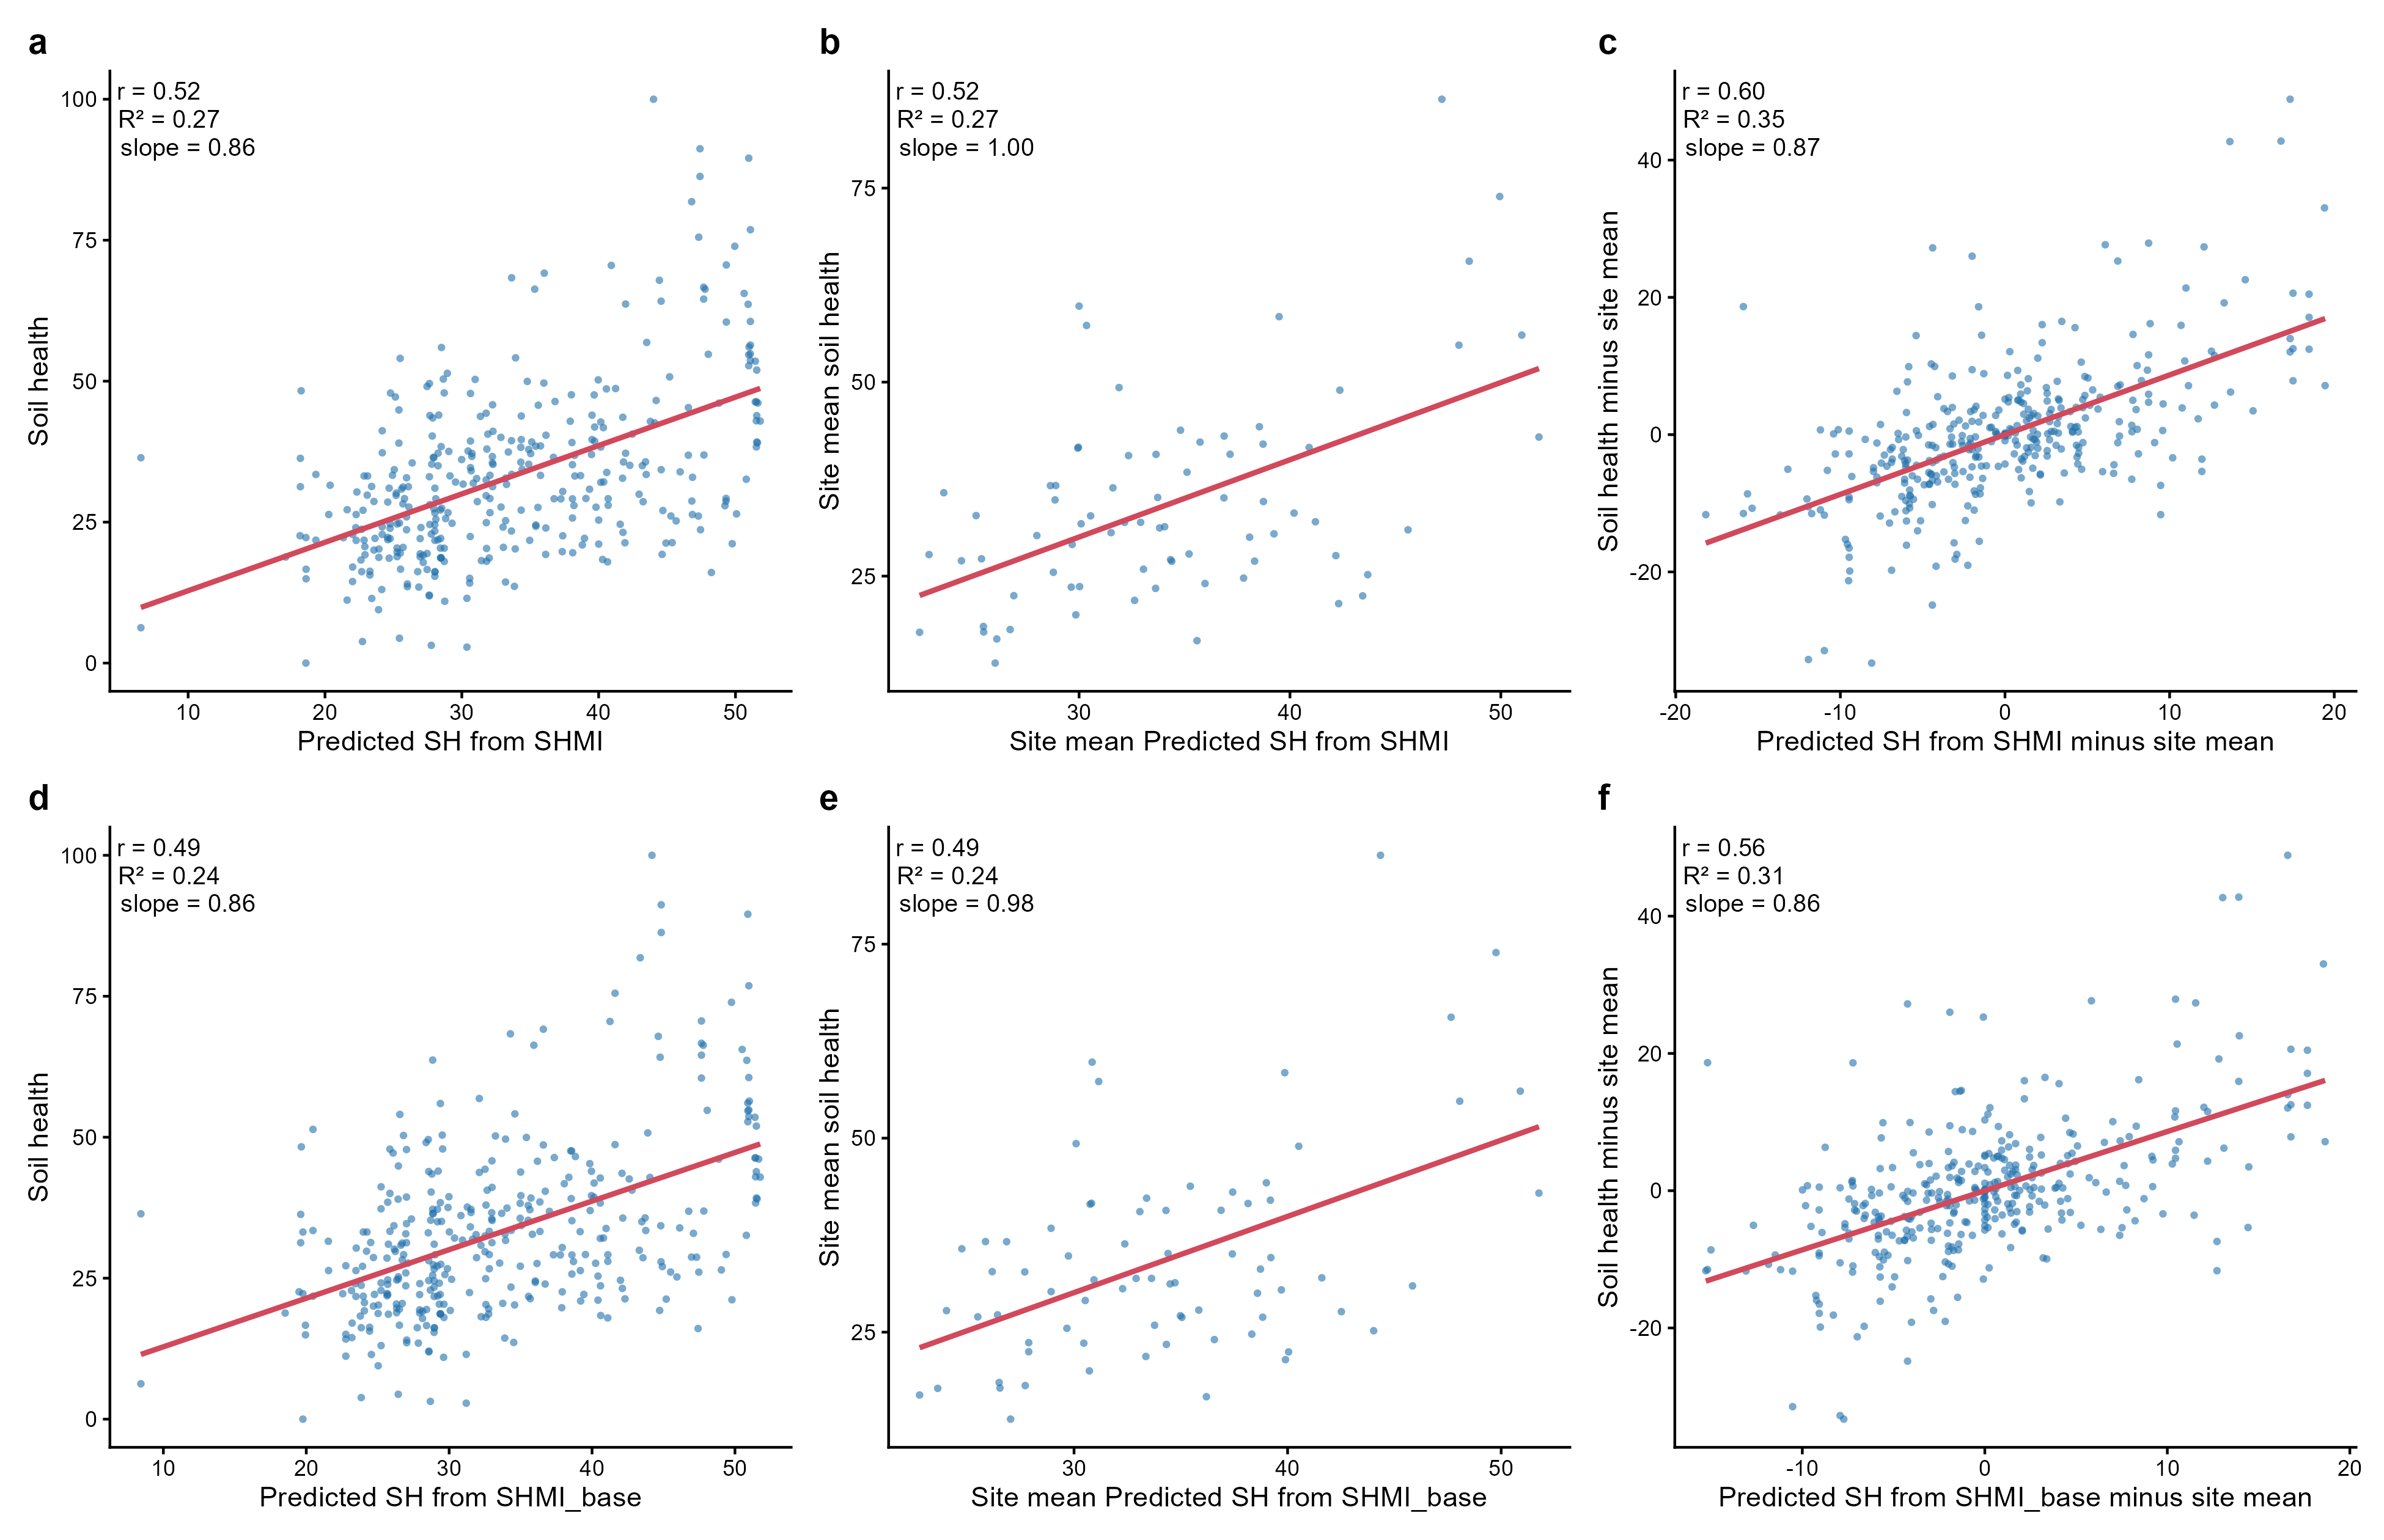 a
r = 0.52
R² = 0.27
slope = 0.86
100
75
50
25
0
Soil health
10 20 30 40 50
Predicted SH from SHMI
b
r = 0.52
R² = 0.27
slope = 1.00
75
50
25
Site mean soil health
30 40 50
Site mean Predicted SH from SHMI
c
r = 0.60
R² = 0.35
slope = 0.87
40
20
0
-20
Soil health minus site mean
-20 -10 0 10 20
Predicted SH from SHMI minus site mean
d
r = 0.49
R² = 0.24
slope = 0.86
100
75
50
25
0
Soil health
10 20 30 40 50
Predicted SH from SHMI_base
e
r = 0.49
R² = 0.24
slope = 0.98
75
50
25
Site mean soil health
30 40 50
Site mean Predicted SH from SHMI_base
f
r = 0.56
R² = 0.31
slope = 0.86
40
20
0
-20
Soil health minus site mean
-10 0 10 20
Predicted SH from SHMI_base minus site mean